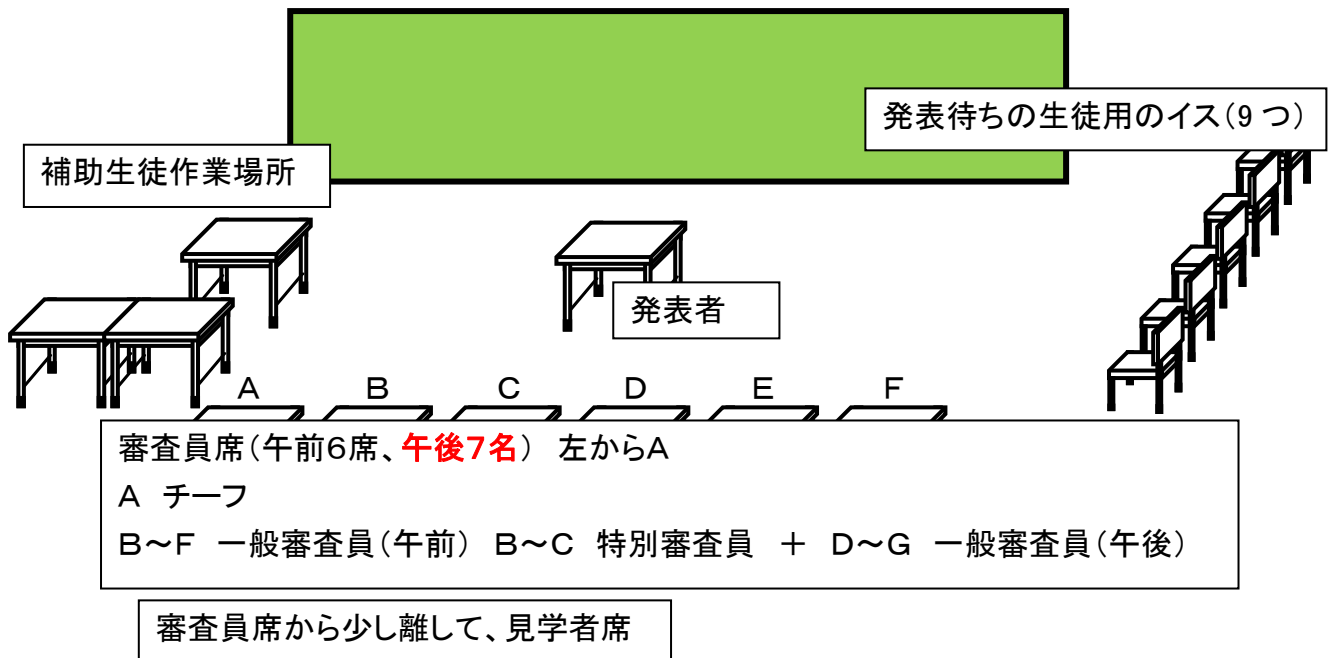 発表待ちの生徒用のイス(9つ)
補助生徒作業場所
発表者
A B C D E F
審査員席(午前6席、午後7名) 左からA
A チーフ
B~F 一般審査員(午前) B~C 特別審査員 + D~G 一般審査員(午後)
審査員席から少し離して、見学者席